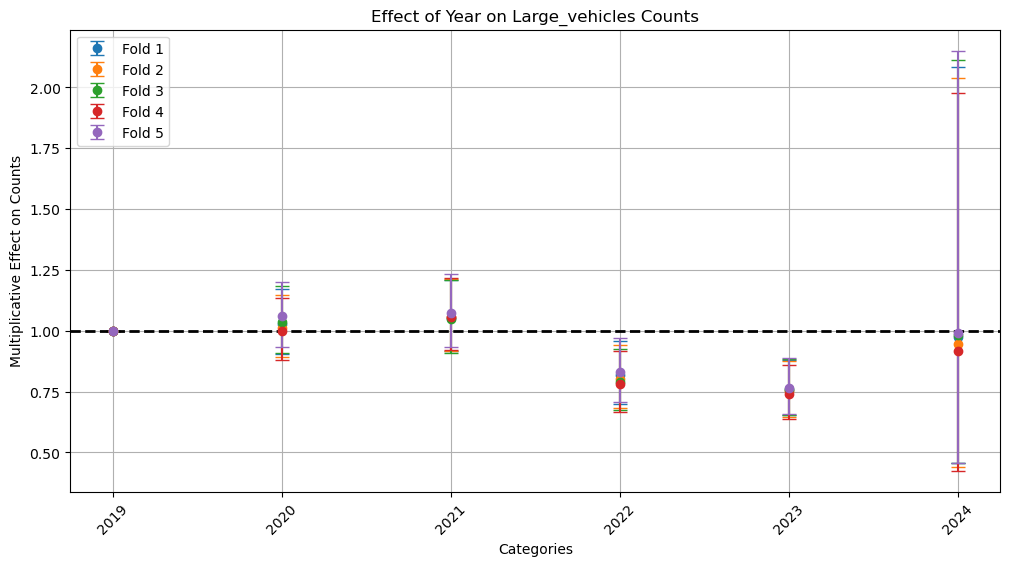 Effect of Year on Large_vehicles Counts
Fold 1
Fold 2
Fold 3
Fold 4
Fold 5
Multiplicative Effect on Counts
2.00
1.75
1.50
1.25
1.00
0.75
0.50
2019
2020
2021
2022
2023
2024
Categories